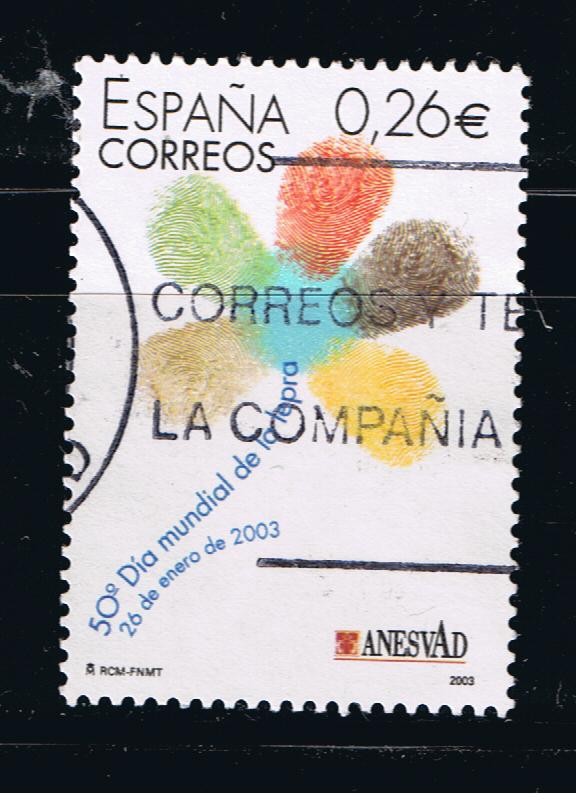 ESPAÑA 0,26€
CORREOS
CORREOS Y TE
LA COMPAÑIA
50º Día mundial de la lepra
26 de enero de 2003
ANESVAD
RCM-FNMT
2003